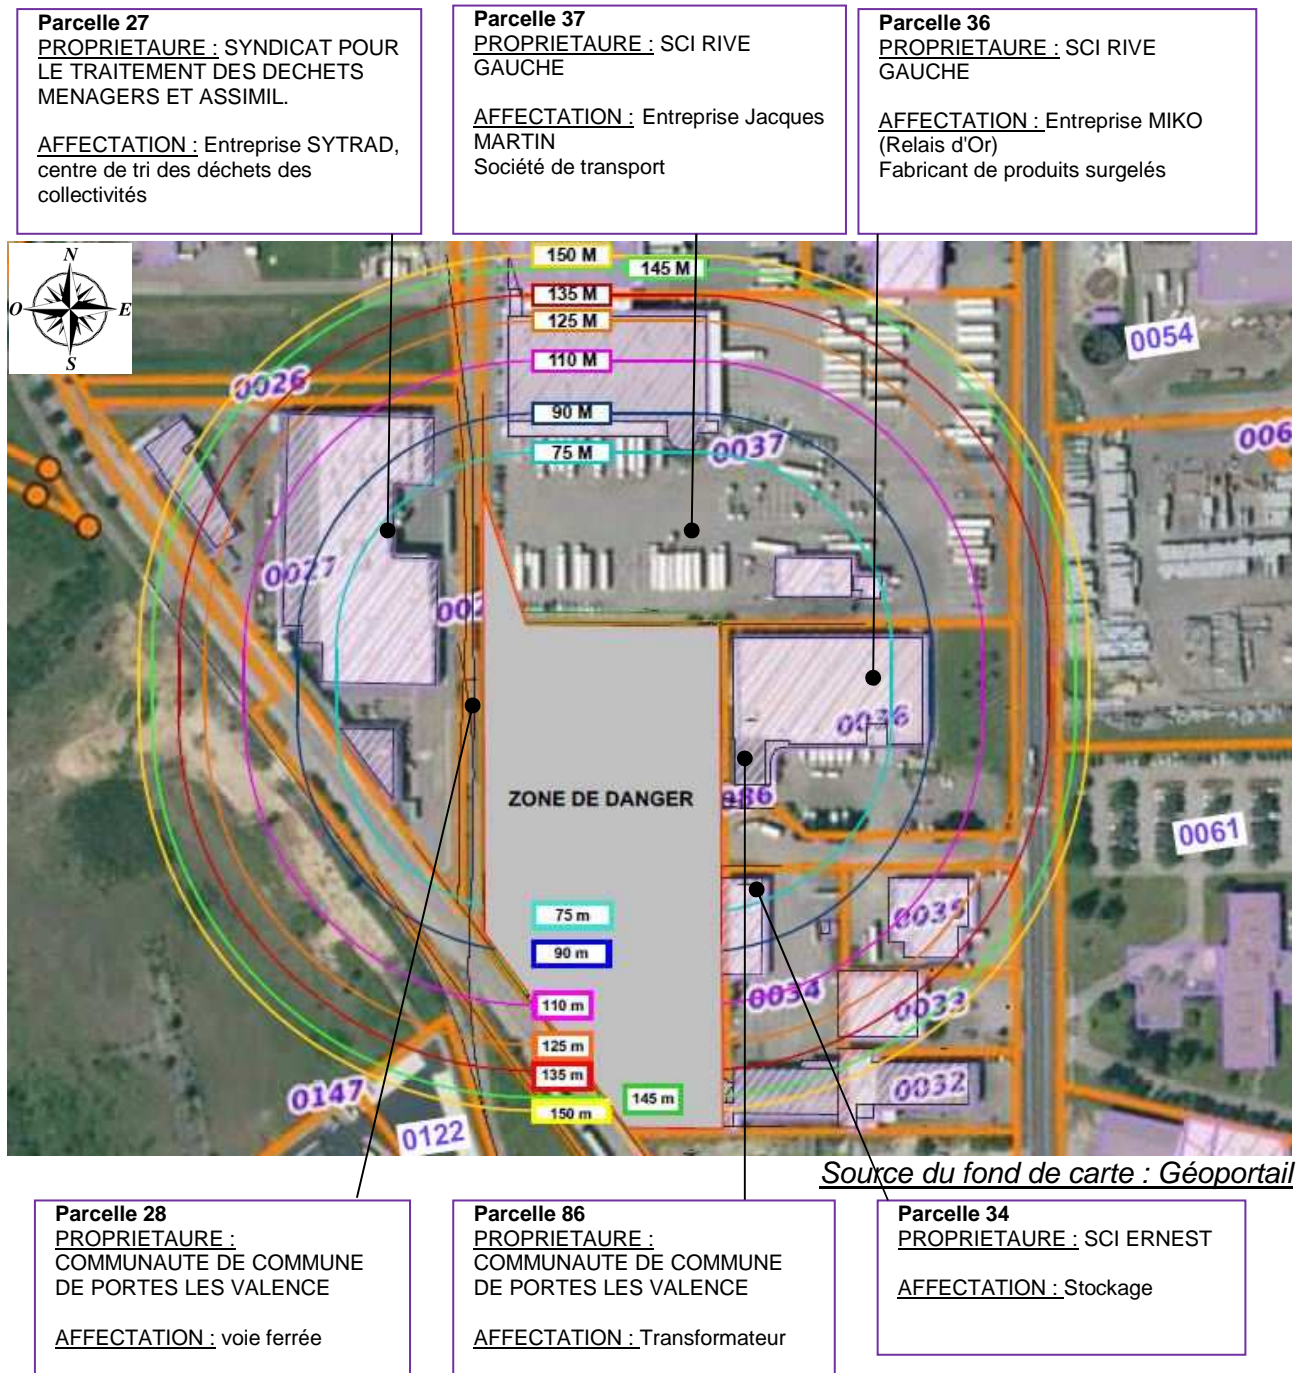 Parcelle 27
PROPRIETAURE : SYNDICAT POUR
LE TRAITEMENT DES DECHETS
MENAGERS ET ASSIMIL.
AFFECTATION : Entreprise SYTRAD,
centre de tri des déchets des
collectivités
Parcelle 37
PROPRIETAURE : SCI RIVE
GAUCHE
AFFECTATION : Entreprise Jacques
MARTIN
Société de transport
Parcelle 36
PROPRIETAURE : SCI RIVE
GAUCHE
AFFECTATION : Entreprise MIKO
(Relais d'Or)
Fabricant de produits surgelés
N
O
E
S
150 M
145 M
135 M
125 M
110 M
90 M
75 M
0054
0026
0037
0027
0036
ZONE DE DANGER
0061
75 m
90 m
110 m
125 m
135 m
145 m
150 m
0035
0034
0033
0032
0147
0122
Source du fond de carte : Géoportail
Parcelle 28
PROPRIETAURE :
COMMUNAUTE DE COMMUNE
DE PORTES LES VALENCE
AFFECTATION : voie ferrée
Parcelle 86
PROPRIETAURE :
COMMUNAUTE DE COMMUNE
DE PORTES LES VALENCE
AFFECTATION : Transformateur
Parcelle 34
PROPRIETAURE : SCI ERNEST
AFFECTATION : Stockage